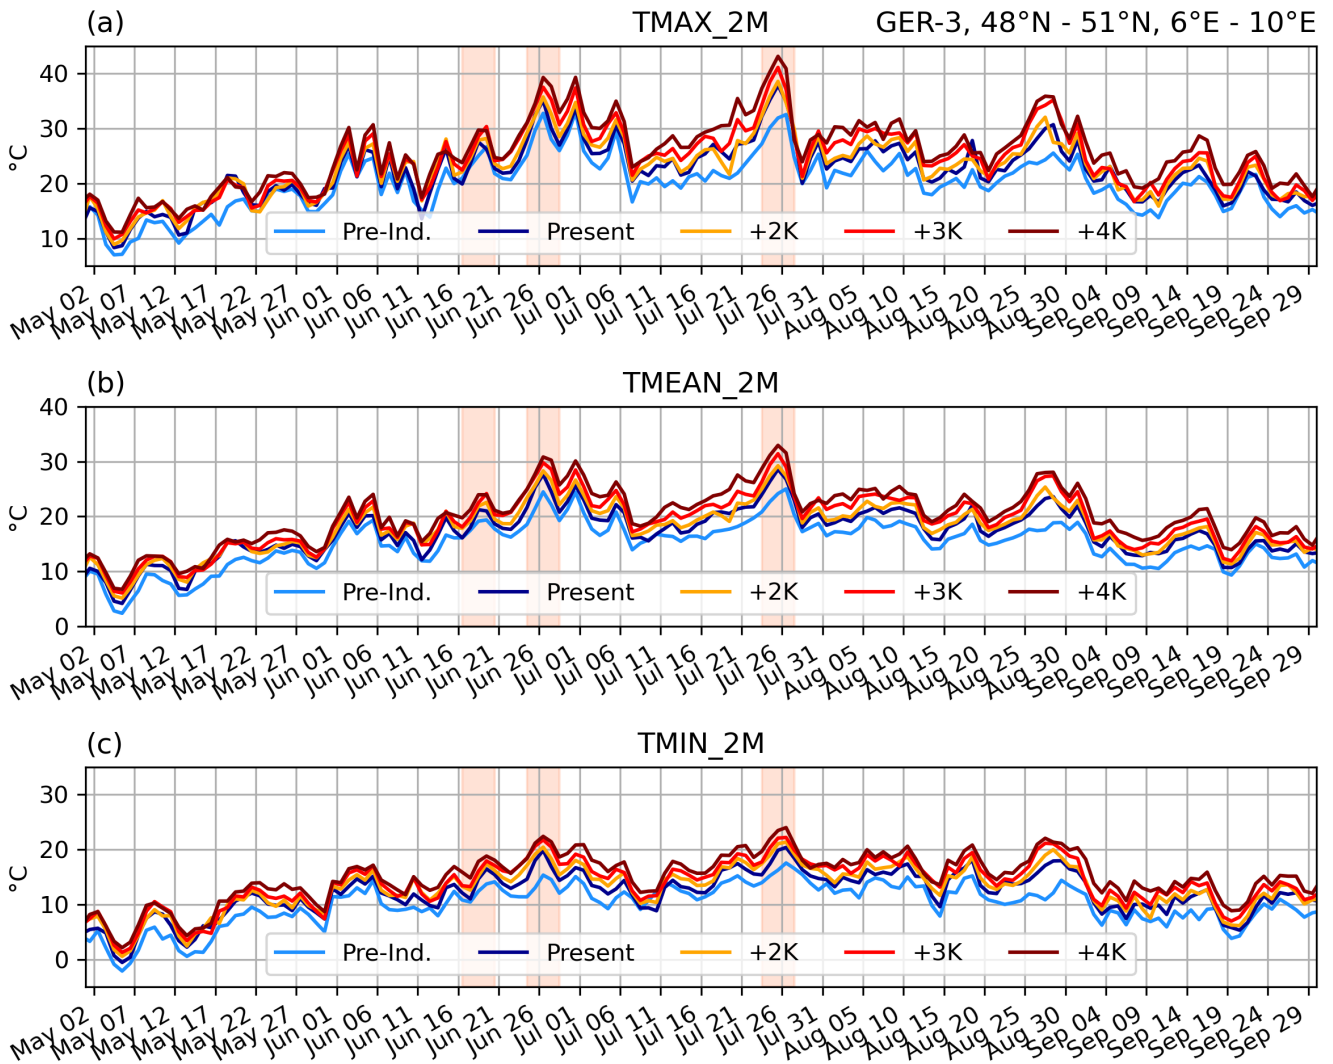 (a) TMAX_2M GER-3, 48°N - 51°N, 6°E - 10°E
40
30
20
10
°C
Pre-Ind. Present +2K +3K +4K
May 02 May 07 May 12 May 17 May 22 May 27 Jun 01 Jun 06 Jun 11 Jun 16 Jun 21 Jun 26 Jul 01 Jul 06 Jul 11 Jul 16 Jul 21 Jul 26 Jul 31 Aug 05 Aug 10 Aug 15 Aug 20 Aug 25 Aug 30 Sep 04 Sep 09 Sep 14 Sep 19 Sep 24 Sep 29
(b) TMEAN_2M
40
30
20
10
0
°C
Pre-Ind. Present +2K +3K +4K
May 02 May 07 May 12 May 17 May 22 May 27 Jun 01 Jun 06 Jun 11 Jun 16 Jun 21 Jun 26 Jul 01 Jul 06 Jul 11 Jul 16 Jul 21 Jul 26 Jul 31 Aug 05 Aug 10 Aug 15 Aug 20 Aug 25 Aug 30 Sep 04 Sep 09 Sep 14 Sep 19 Sep 24 Sep 29
(c) TMIN_2M
30
20
10
0
°C
Pre-Ind. Present +2K +3K +4K
May 02 May 07 May 12 May 17 May 22 May 27 Jun 01 Jun 06 Jun 11 Jun 16 Jun 21 Jun 26 Jul 01 Jul 06 Jul 11 Jul 16 Jul 21 Jul 26 Jul 31 Aug 05 Aug 10 Aug 15 Aug 20 Aug 25 Aug 30 Sep 04 Sep 09 Sep 14 Sep 19 Sep 24 Sep 29